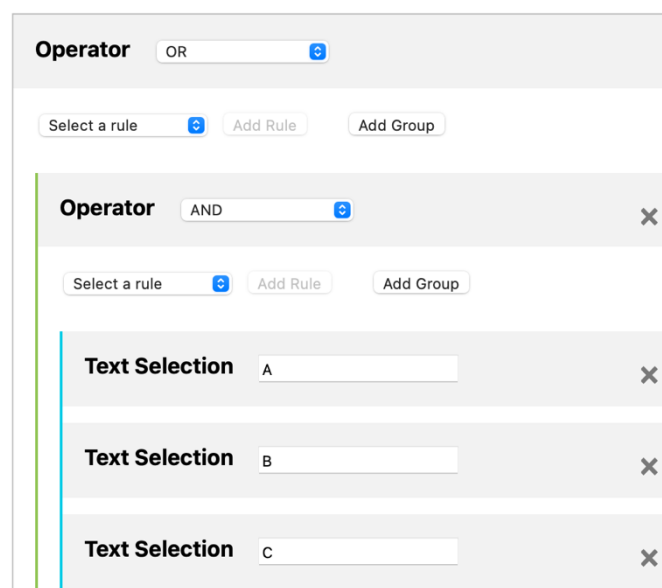 Operator OR
Select a rule Add Rule Add Group
Operator AND
Select a rule Add Rule Add Group
Text Selection A
Text Selection B
Text Selection C